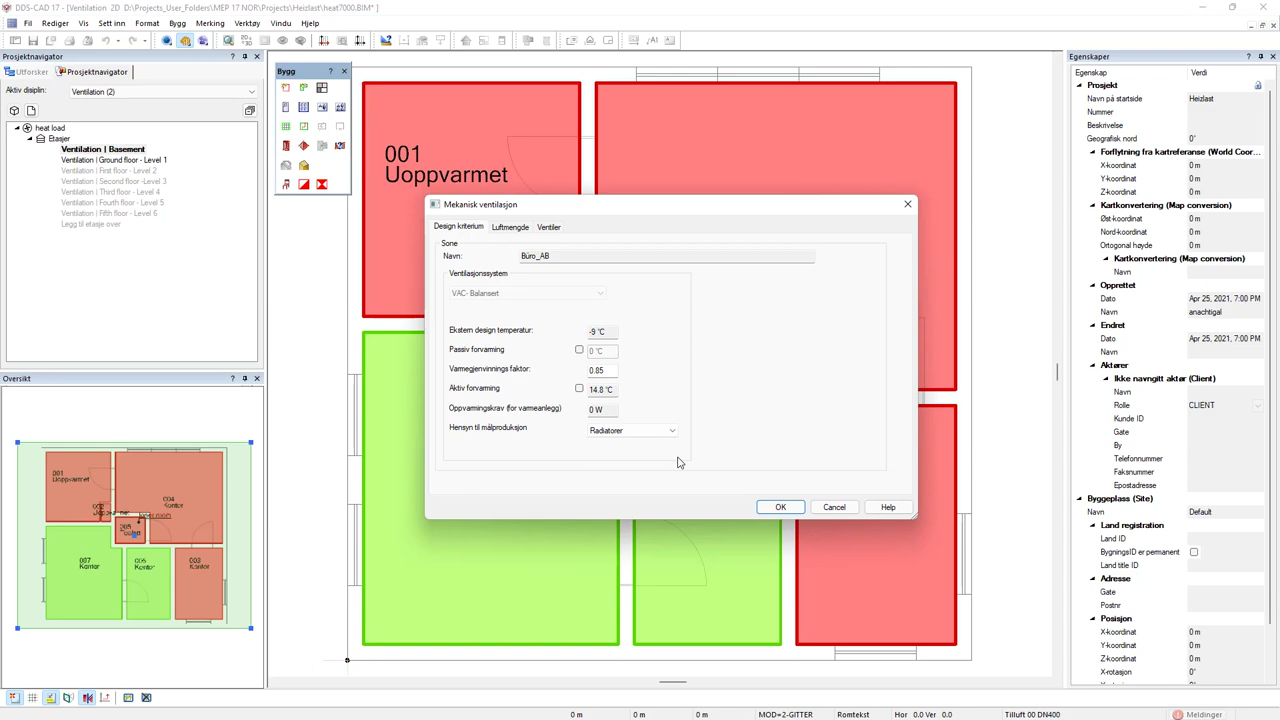 DDS-CAD 17 - [Ventilation 2D D:\Projects_User_Folders\MEP 17 NOR\Projects\Heizlast\heat7000.BIM*]
Fil Rediger Vis Sett inn Format Bygg Merking Verktøy Vindu Hjelp
Prosjektnavigator
Utforsker Prosjektnavigator
Aktiv disiplin: Ventilation (2)
heat load
Etasjer
Ventilation | Basement
Ventilation | Ground floor - Level 1
Ventilation | First floor - Level 2
Ventilation | Second floor -Level 3
Ventilation | Third floor - Level 4
Ventilation | Fourth floor - Level 5
Ventilation | Fifth floor - Level 6
Legg til etasje over
Oversikt
001
Uoppvarmet
004
Kontor
007
Kontor
006
Kontor
003
Kontor
Bygg
001
Uoppvarmet
Mekanisk ventilasjon
Design kriterium Luftmengde Ventiler
Sone
Navn: Büro_AB
Ventilasjonssystem
VAC- Balansert
Ekstern design temperatur: -9 °C
Passiv forvarming 0 °C
Varmegjenvinnings faktor: 0.85
Aktiv forvarming 14.8 °C
Oppvarmingskrav (for varmeanlegg) 0 W
Hensyn til målproduksjon Radiatorer
OK Cancel Help
Egenskaper
Egenskap Verdi
Prosjekt
Navn på startside Heizlast
Nummer
Beskrivelse
Geografisk nord 0°
Forflytning fra kartreferanse (World Coor...
X-koordinat 0 m
Y-koordinat 0 m
Z-koordinat 0 m
Kartkonvertering (Map conversion)
Øst-koordinat 0 m
Nord-koordinat 0 m
Ortogonal høyde 0 m
Kartkonvertering (Map conversion)
Navn
Opprettet
Dato Apr 25, 2021, 7:00 PM
Navn anachtigal
Endret
Dato Apr 25, 2021, 7:00 PM
Navn
Aktører
Ikke navngitt aktør (Client)
Navn
Rolle CLIENT
Kunde ID
Gate
By
Telefonnummer
Faksnummer
Epostadresse
Byggeplass (Site)
Navn Default
Land registration
Land ID
BygningsID er permanent
Land title ID
Adresse
Gate
Postnr
Posisjon
X-koordinat 0 m
Y-koordinat 0 m
Z-koordinat 0 m
X-rotasjon 0°
0 m 0 m 0 m MOD=2-GITTER Romtekst Hor 0.0 Ver 0.0 Tilluft 00 DN400 Meldinger